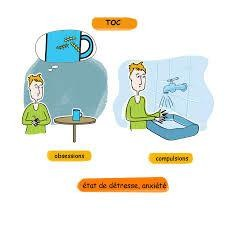 TOC
obsessions
compulsions
état de détresse, anxiété